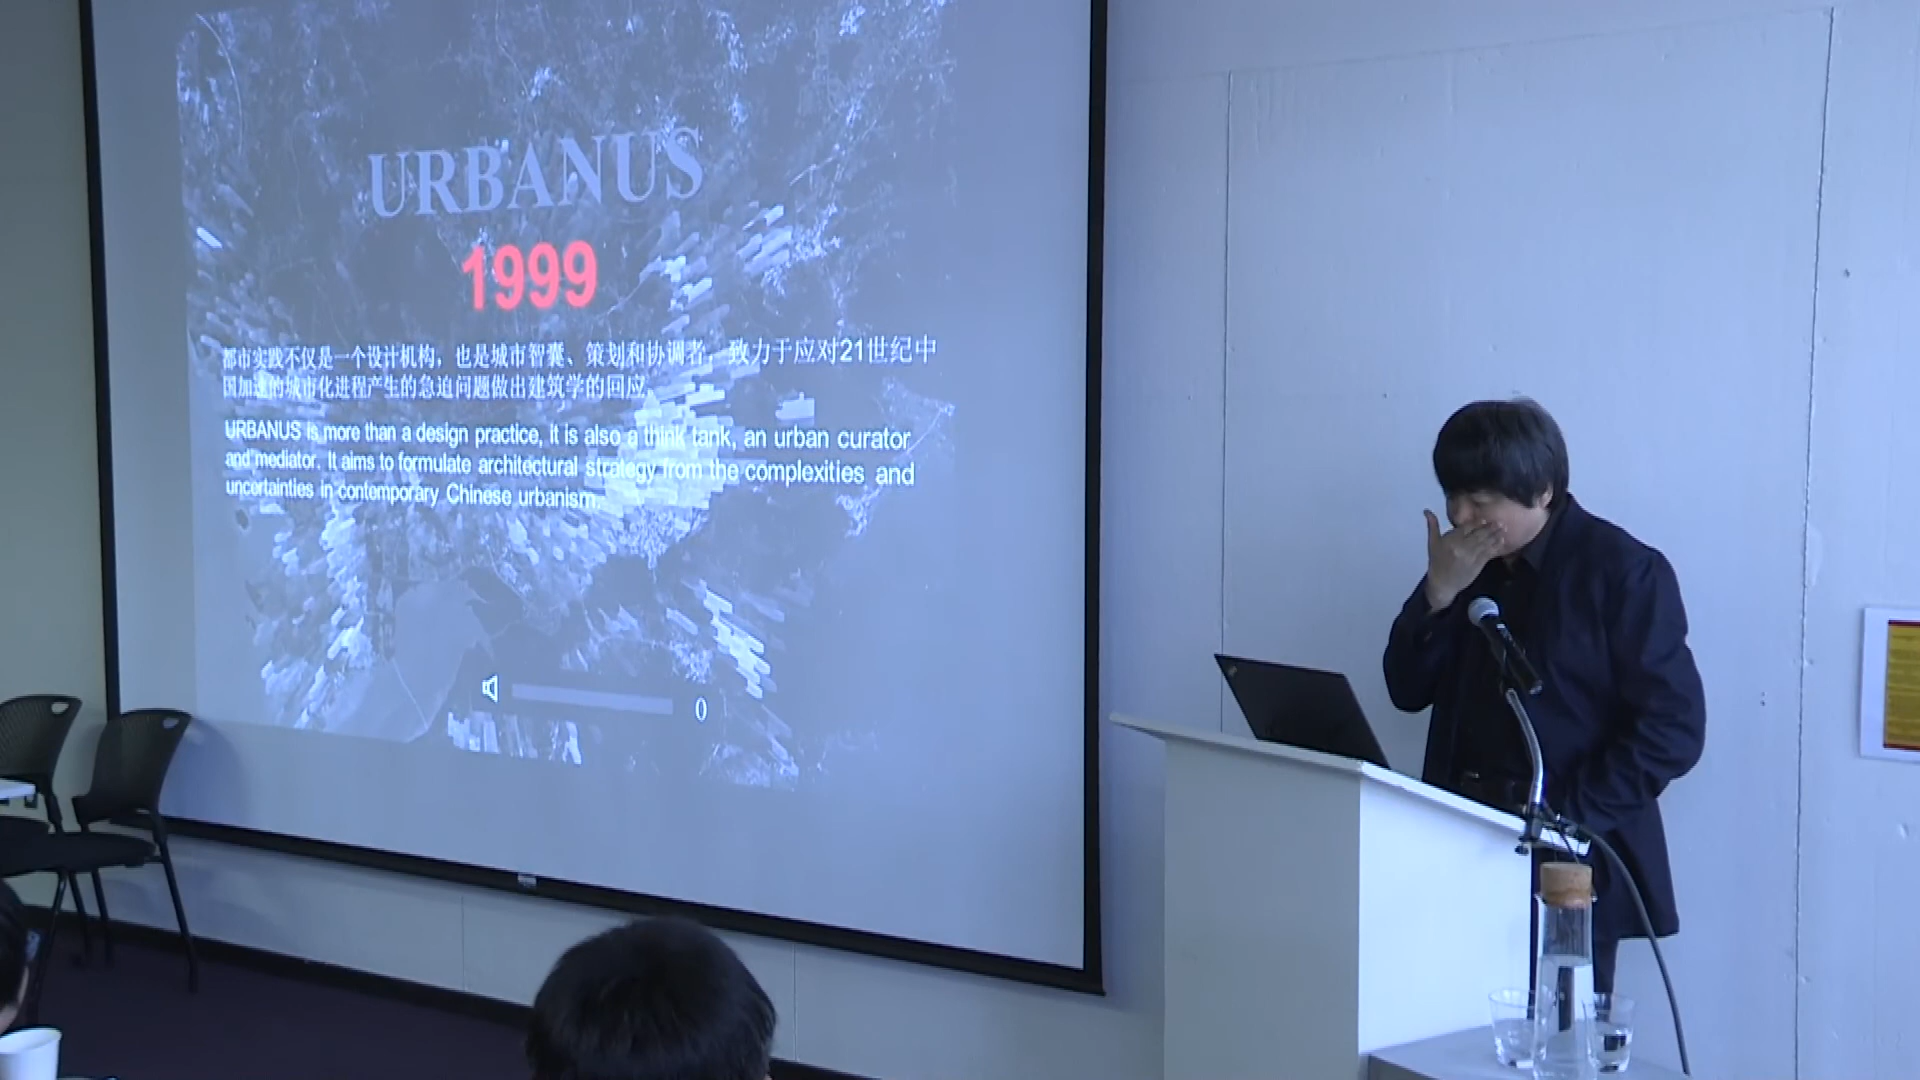 URBANUS
1999
都市实践不仅是一个设计机构，也是城市智囊、策划和协调者，致力于应对21世纪中
国加速的城市化进程产生的急迫问题做出建筑学的回应。
URBANUS is more than a design practice, it is also a think tank, an urban curator
and mediator. It aims to formulate architectural strategy from the complexities and
uncertainties in contemporary Chinese urbanism.
0